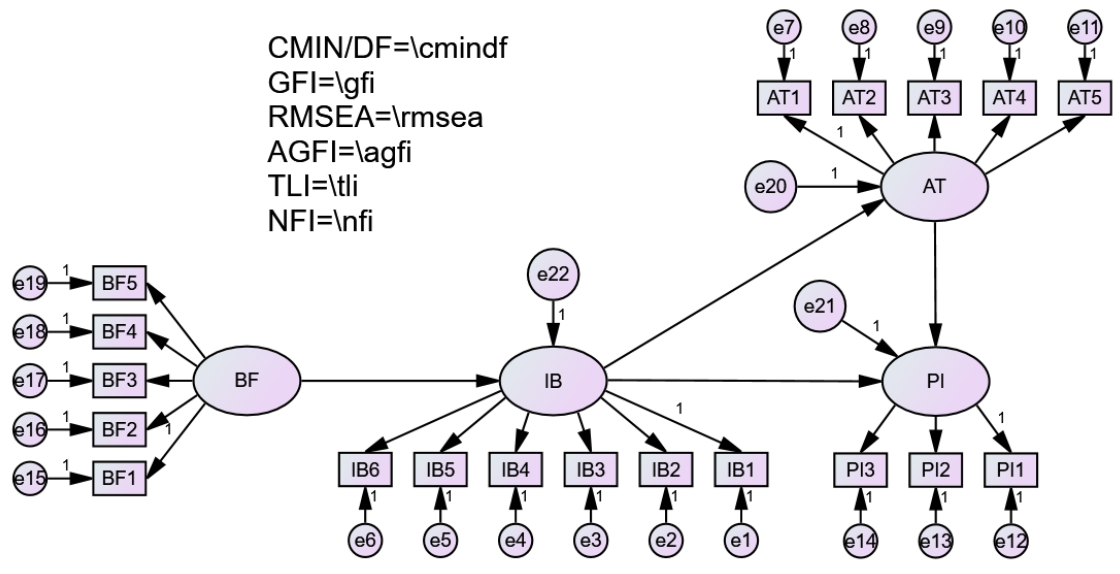 e7 e8 e9 e10 e11
1 1 1 1 1
CMIN/DF=\cmindf
GFI=\gfi
RMSEA=\rmsea
AGFI=\agfi
TLI=\tli
NFI=\nfi
AT1 AT2 AT3 AT4 AT5
1
e20 1 AT
e22
1
e21
1
e19 1 BF5
e18 1 BF4
e17 1 BF3
e16 1 BF2
1
e15 1 BF1
BF IB PI
1 1
IB6 IB5 IB4 IB3 IB2 IB1 PI3 PI2 PI1
1 1 1 1 1 1 1 1 1
e6 e5 e4 e3 e2 e1 e14 e13 e12